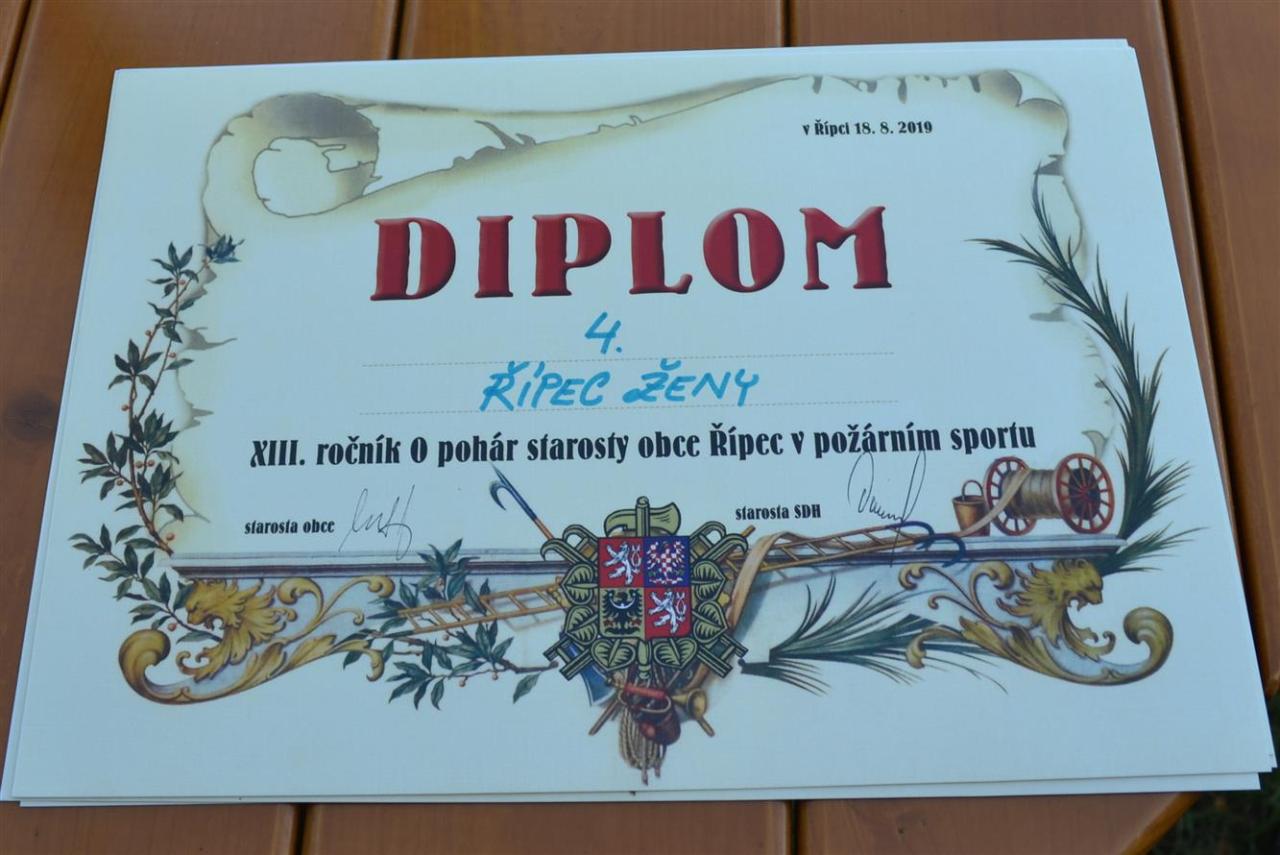 v Řípci 18. 8. 2019
DIPLOM
4.
ŘÍPEC ŽENY
XIII. ročník O pohár starosty obce Řípec v požárním sportu
starosta obce
starosta SDH